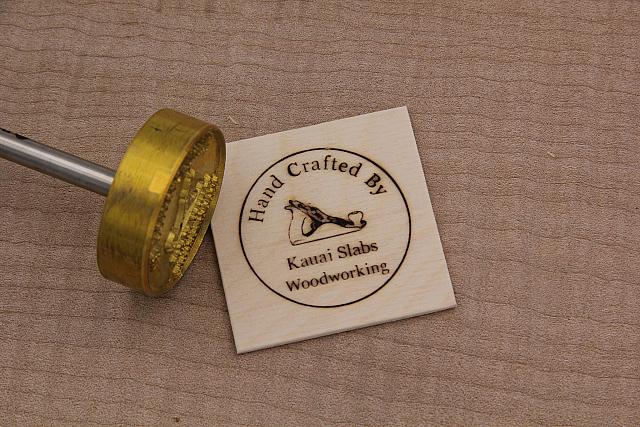 Hand Crafted By
Kauai Slabs
Woodworking